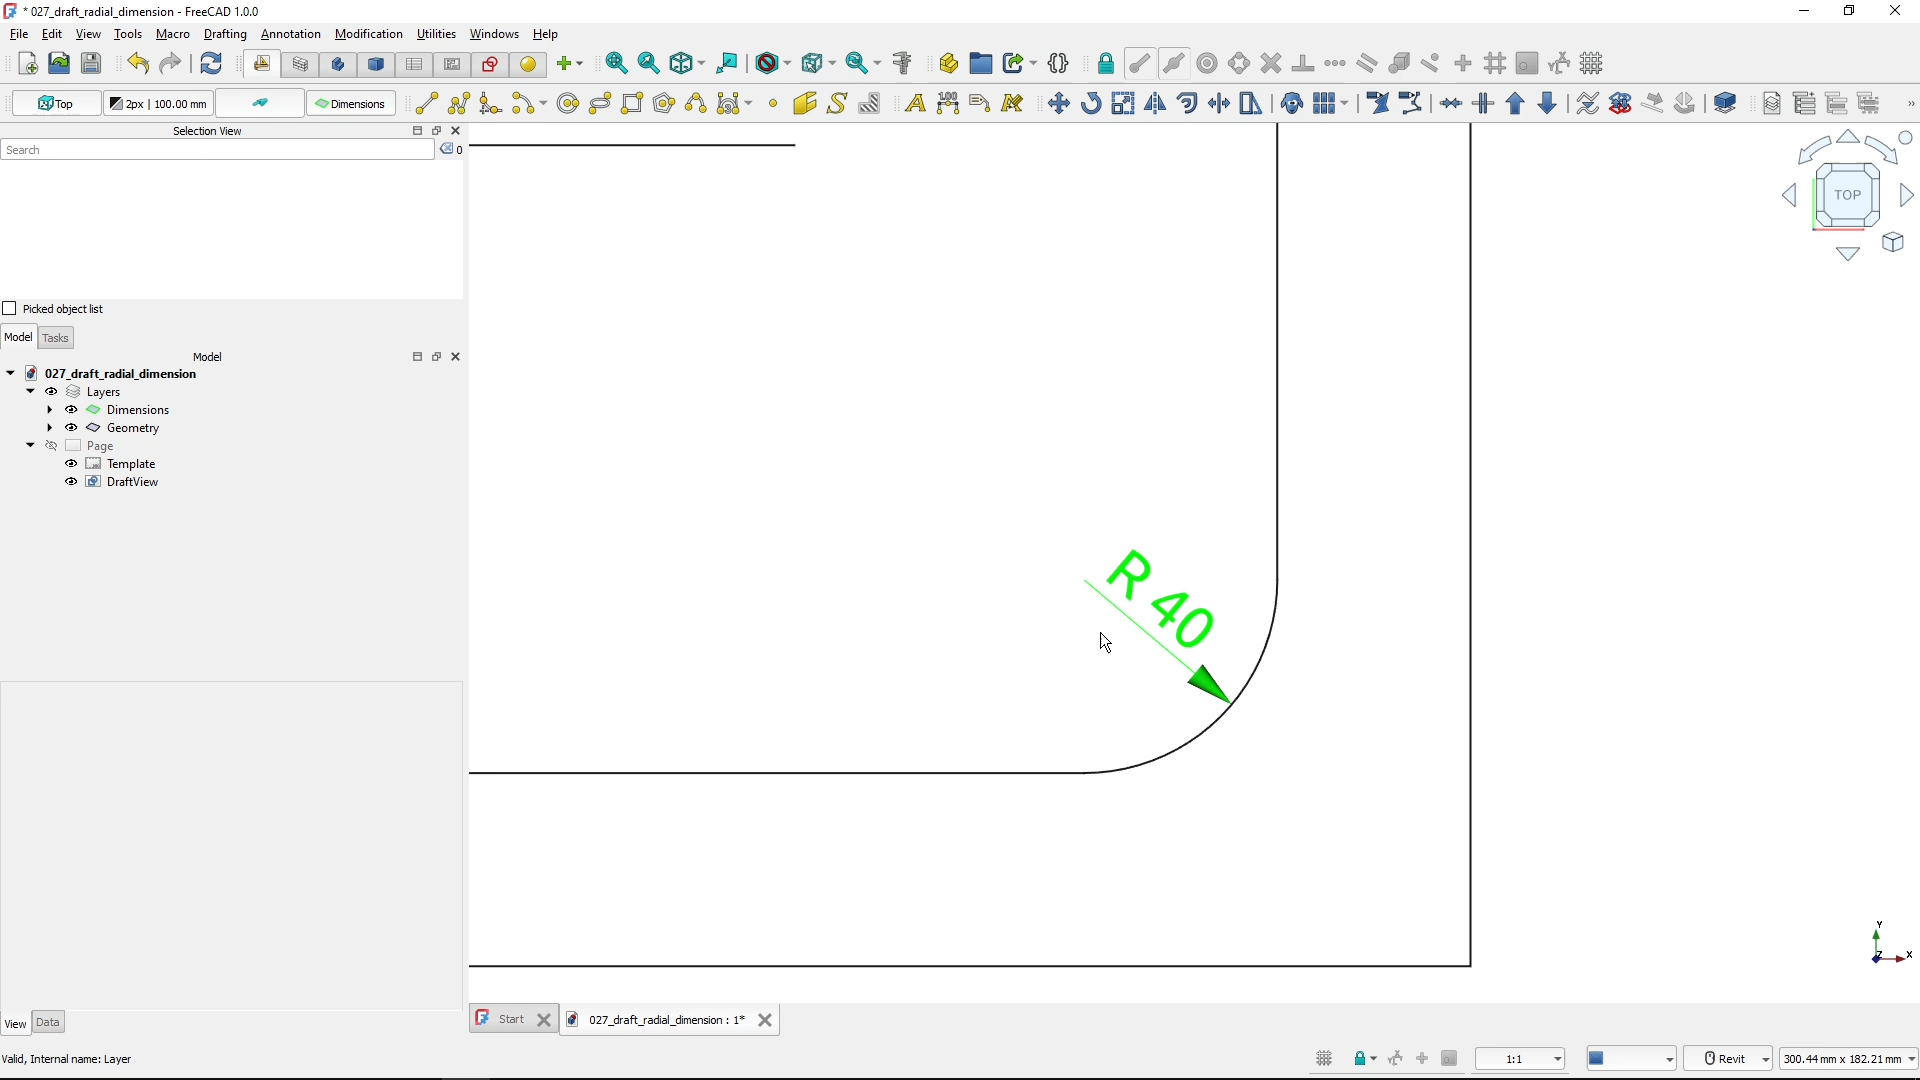 * 027_draft_radial_dimension - FreeCAD 1.0.0
File Edit View Tools Macro Drafting Annotation Modification Utilities Windows Help
Top 2px | 100.00 mm Dimensions 1.00 »
Selection View
Search 0
Picked object list
Model Tasks
Model
027_draft_radial_dimension
Layers
Dimensions
Geometry
Page
Template
DraftView
TOP
R 40
Y
Z X
View Data
Start 027_draft_radial_dimension : 1*
Valid, Internal name: Layer
1:1 Revit 300.44 mm x 182.21 mm